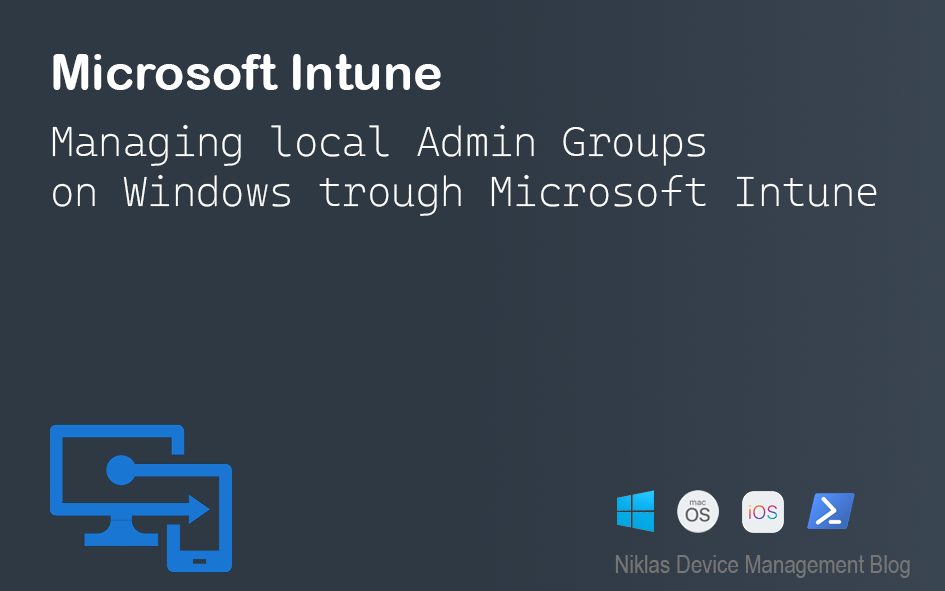 Microsoft Intune
Managing local Admin Groups
on Windows trough Microsoft Intune
mac
OS
iOS
Niklas Device Management Blog